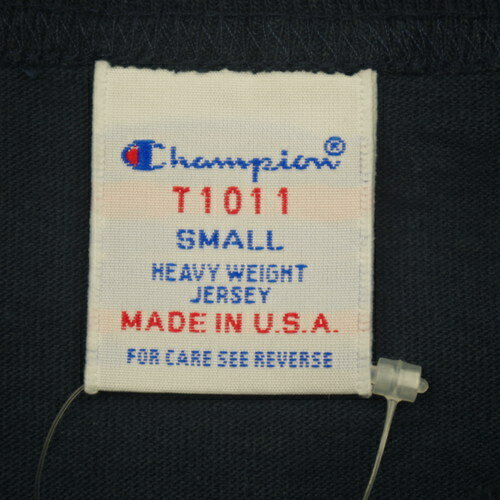 Champion®
T1011
SMALL
HEAVY WEIGHT
JERSEY
MADE IN U.S.A.
FOR CARE SEE REVERSE